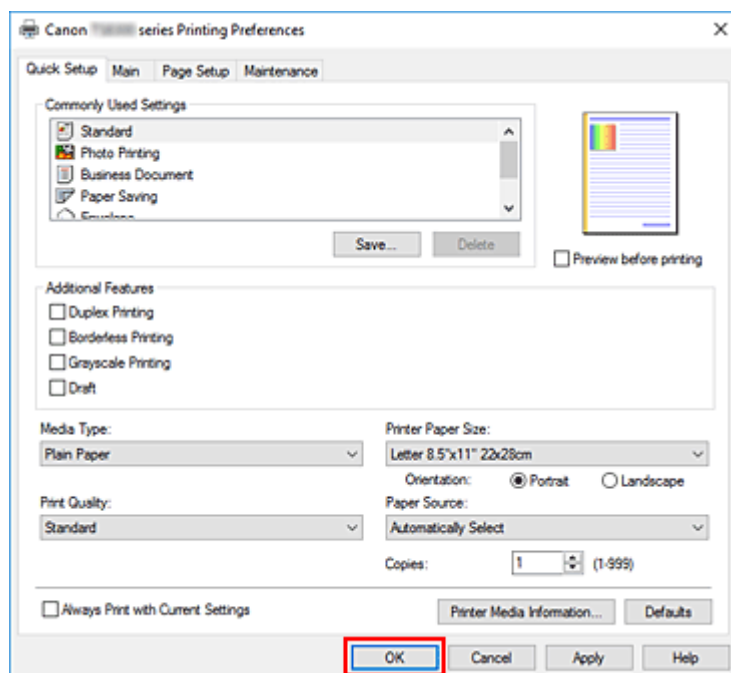 Canon series Printing Preferences
Quick Setup Main Page Setup Maintenance
Commonly Used Settings
Standard
Photo Printing
Business Document
Paper Saving
Envelope
Save... Delete
Preview before printing
Additional Features
Duplex Printing
Borderless Printing
Grayscale Printing
Draft
Media Type: Printer Paper Size:
Plain Paper Letter 8.5"x11" 22x28cm
Orientation: Portrait Landscape
Print Quality: Paper Source:
Standard Automatically Select
Copies: 1 (1-999)
Always Print with Current Settings Printer Media Information... Defaults
OK Cancel Apply Help